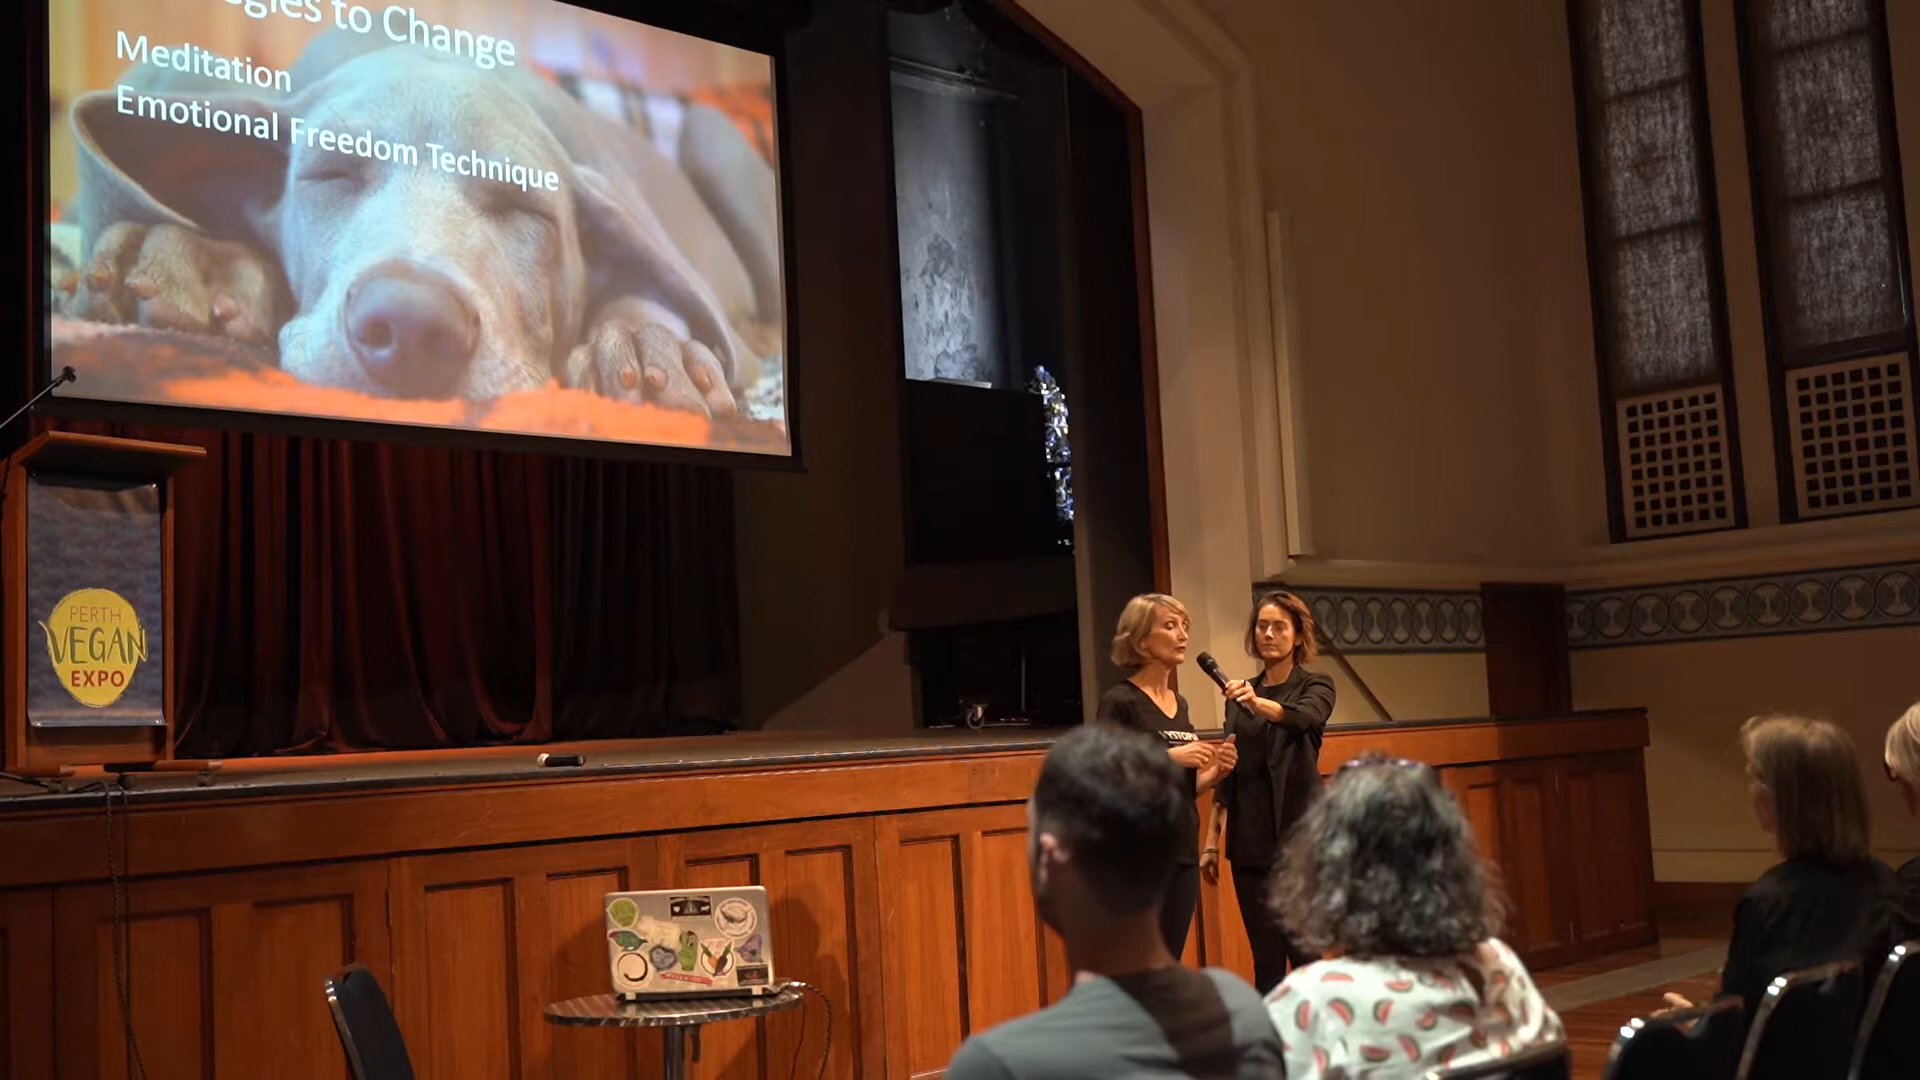 to Change
Meditation
Emotional Freedom Technique
PERTH
VEGAN
EXPO